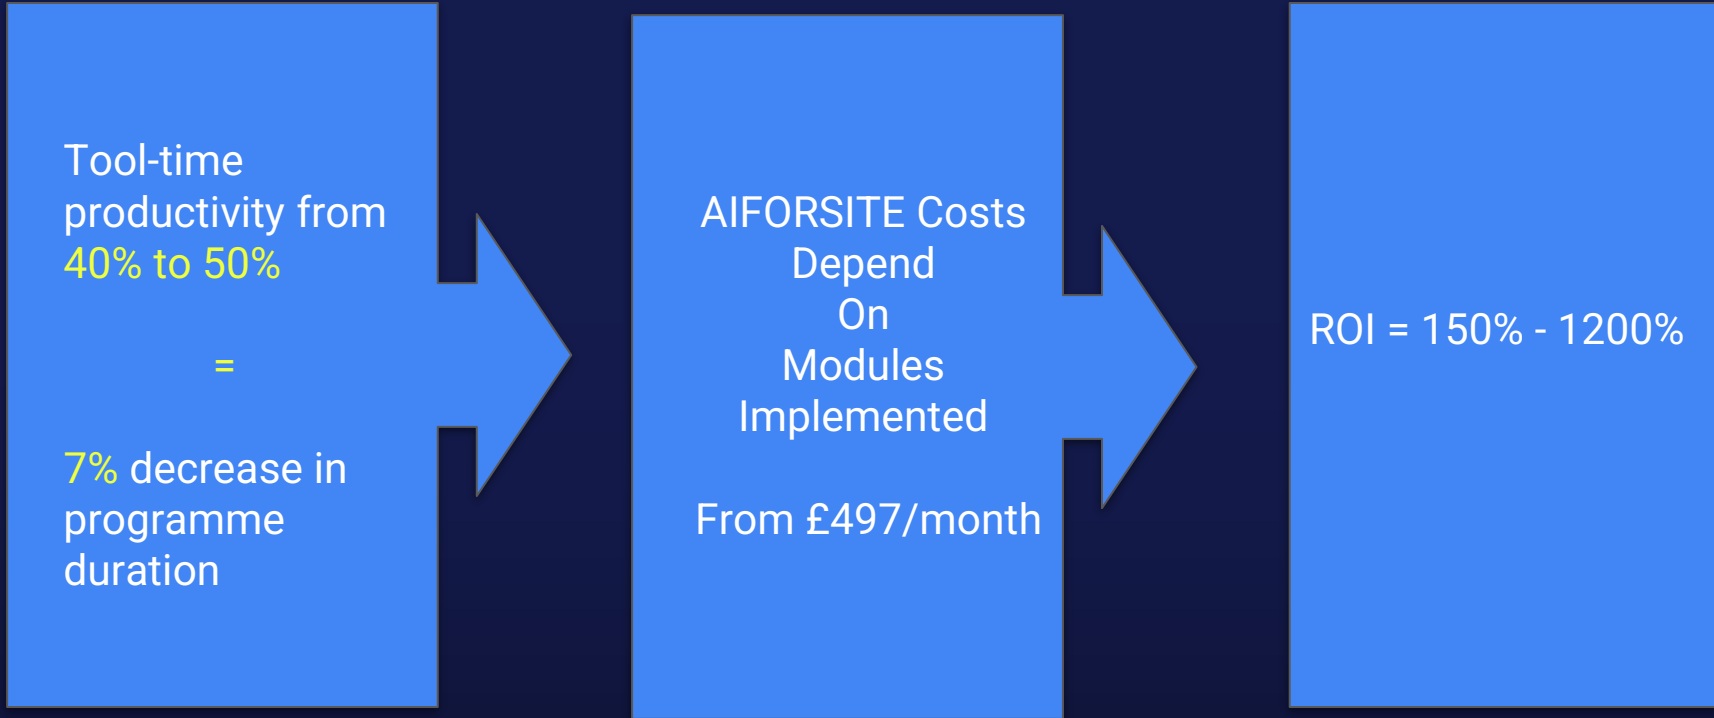 Tool-time
productivity from
40% to 50%
=
7% decrease in
programme
duration
AIFORSITE Costs
Depend
On
Modules
Implemented
From £497/month
ROI = 150% - 1200%